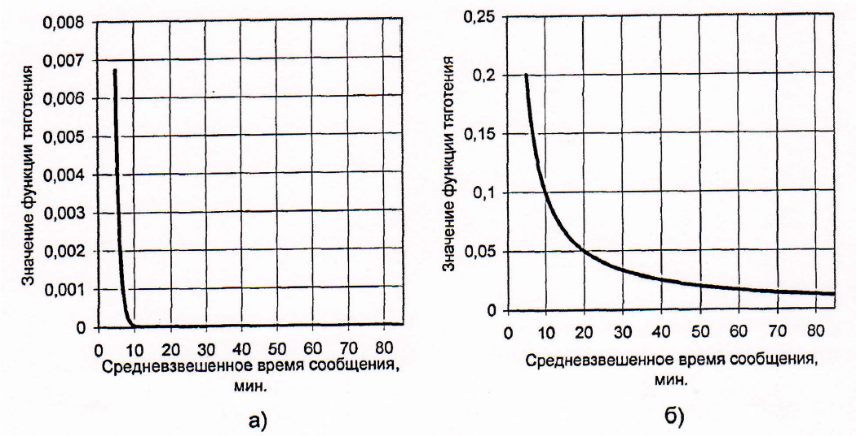 Значение функции тяготения
0,008
0,007
0,006
0,005
0,004
0,003
0,002
0,001
0
0 10 20 30 40 50 60 70 80
Средневзвешенное время сообщения,
мин.
а)
Значение функции тяготения
0,25
0,2
0,15
0,1
0,05
0
0 10 20 30 40 50 60 70 80
Средневзвешенное время сообщения,
мин.
б)